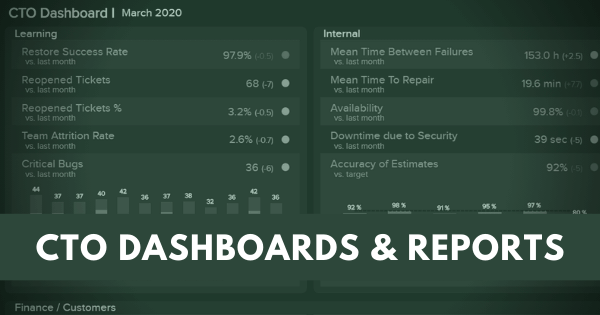 CTO Dashboard | March 2020
Learning
Restore Success Rate 97.9% (-0.5)
vs. last month
Reopened Tickets 68 (-7)
vs. last month
Reopened Tickets % 3.2% (-0.5)
vs. last month
Team Attrition Rate 2.6% (-0.7)
vs. last month
Critical Bugs 36 (-6)
vs. last month
44 37 37 40 42 36 37 38 32 36 42 36
Internal
Mean Time Between Failures 153.0 h (+2.5)
vs. last month
Mean Time To Repair 19.6 min
vs. last month
Availability 99.8%
vs. last month
Downtime due to Security 39 sec (-5)
vs. last month
Accuracy of Estimates 92%
vs. target
92 % 98 % 91 % 95 % 97 % 80 %
CTO DASHBOARDS & REPORTS
Finance / Customers